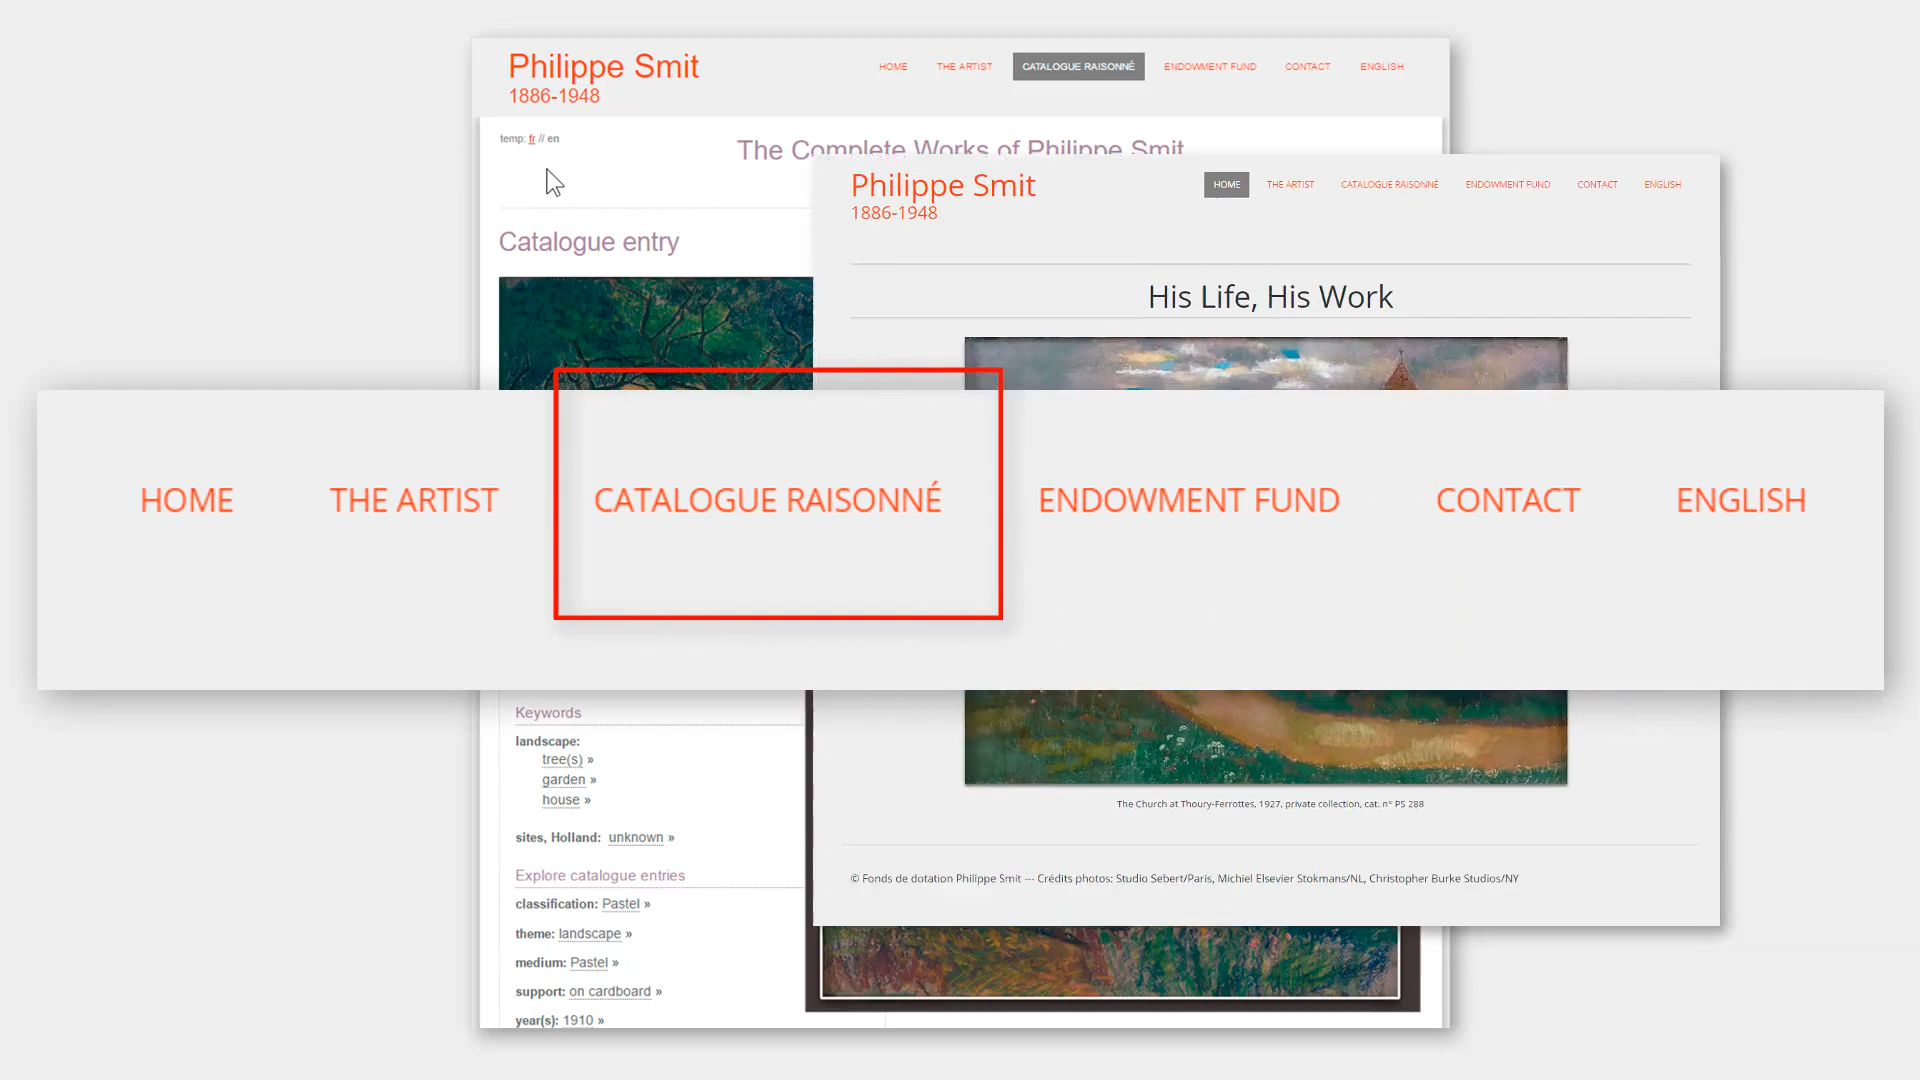 Philippe Smit
1886-1948
HOME THE ARTIST CATALOGUE RAISONNÉ ENDOWMENT FUND CONTACT ENGLISH
temp: fr // en
The Complete Works of Philippe Smit
Catalogue entry
Philippe Smit
1886-1948
HOME THE ARTIST CATALOGUE RAISONNÉ ENDOWMENT FUND CONTACT ENGLISH
His Life, His Work
HOME THE ARTIST CATALOGUE RAISONNÉ ENDOWMENT FUND CONTACT ENGLISH
Keywords
landscape:
tree(s) »
garden »
house »
sites, Holland: unknown »
Explore catalogue entries
classification: Pastel »
theme: landscape »
medium: Pastel »
support: on cardboard »
year(s): 1910 »
The Church at Thoury-Ferrottes, 1927, private collection, cat. n° PS 288
© Fonds de dotation Philippe Smit --- Crédits photos: Studio Sebert/Paris, Michiel Elsevier Stokmans/NL, Christopher Burke Studios/NY